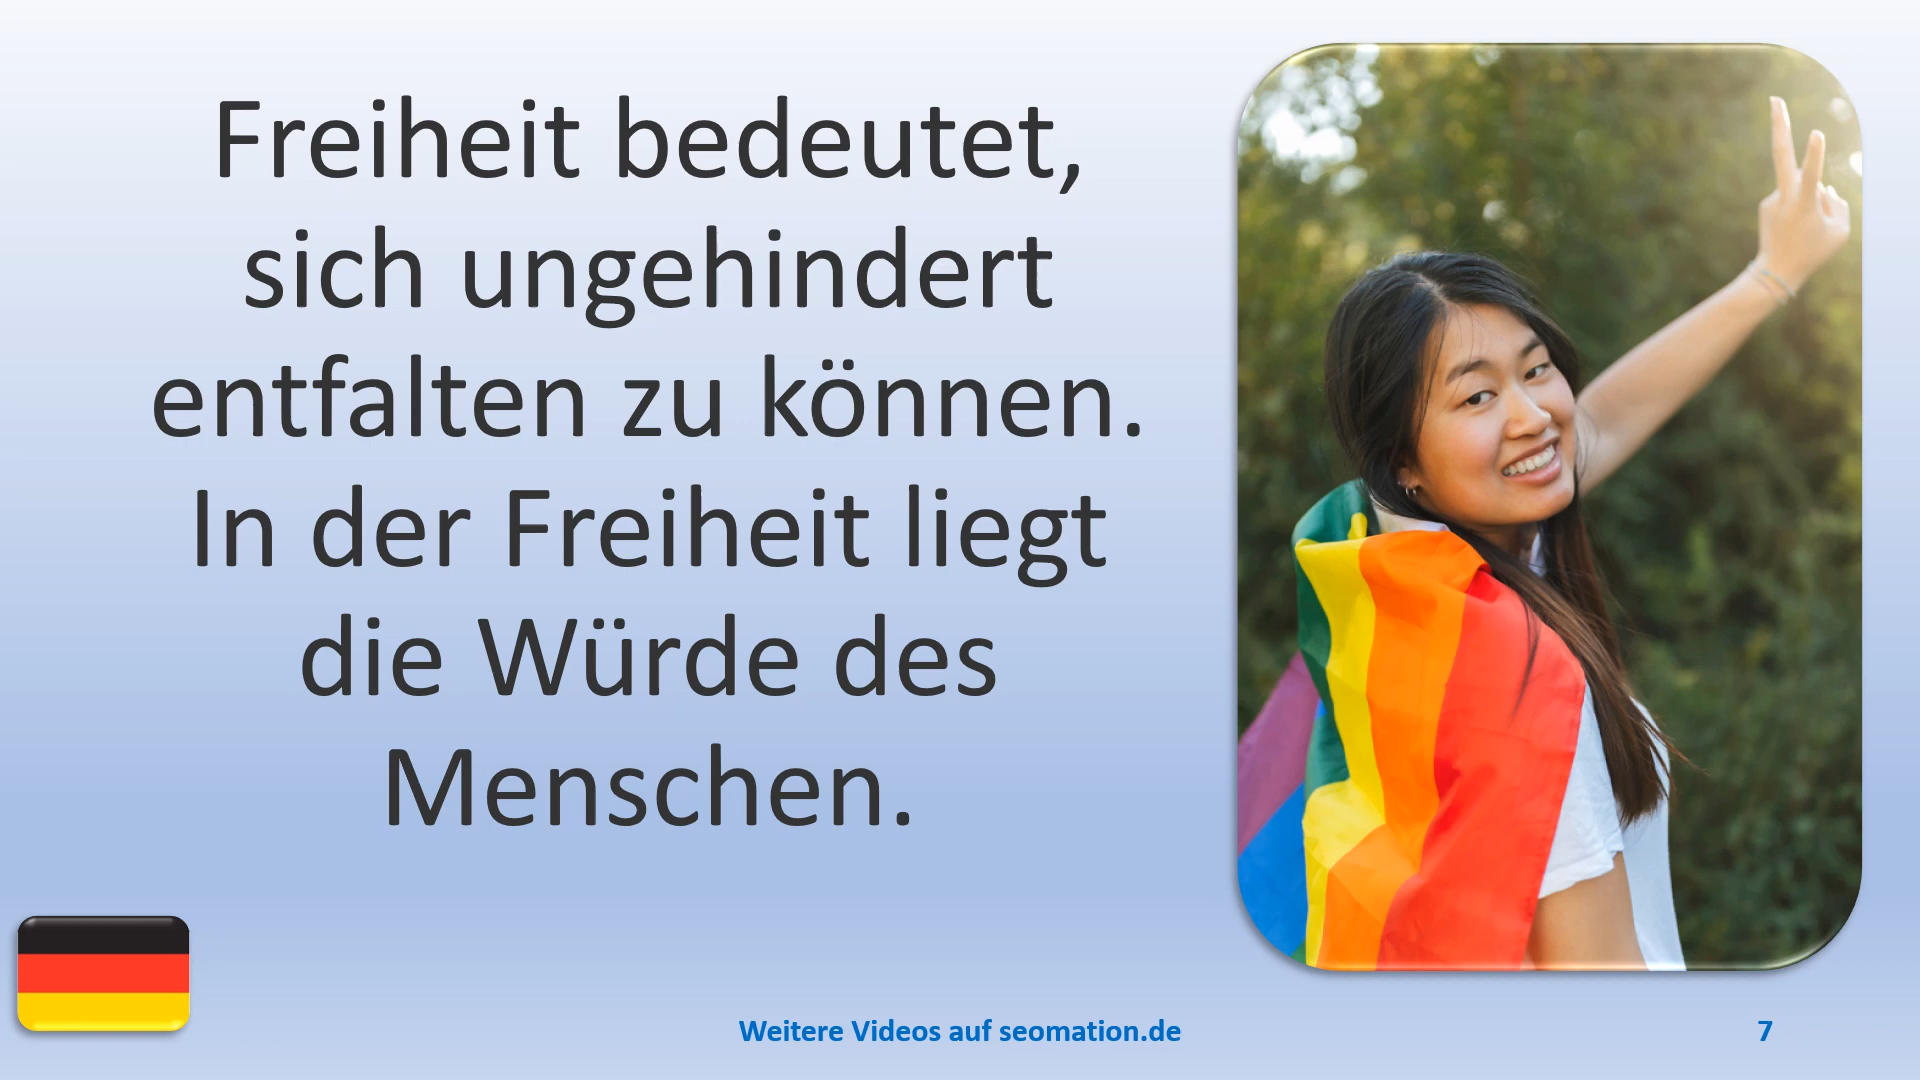 Freiheit bedeutet,
sich ungehindert
entfalten zu können.
In der Freiheit liegt
die Würde des
Menschen.
Weitere Videos auf seomation.de
7